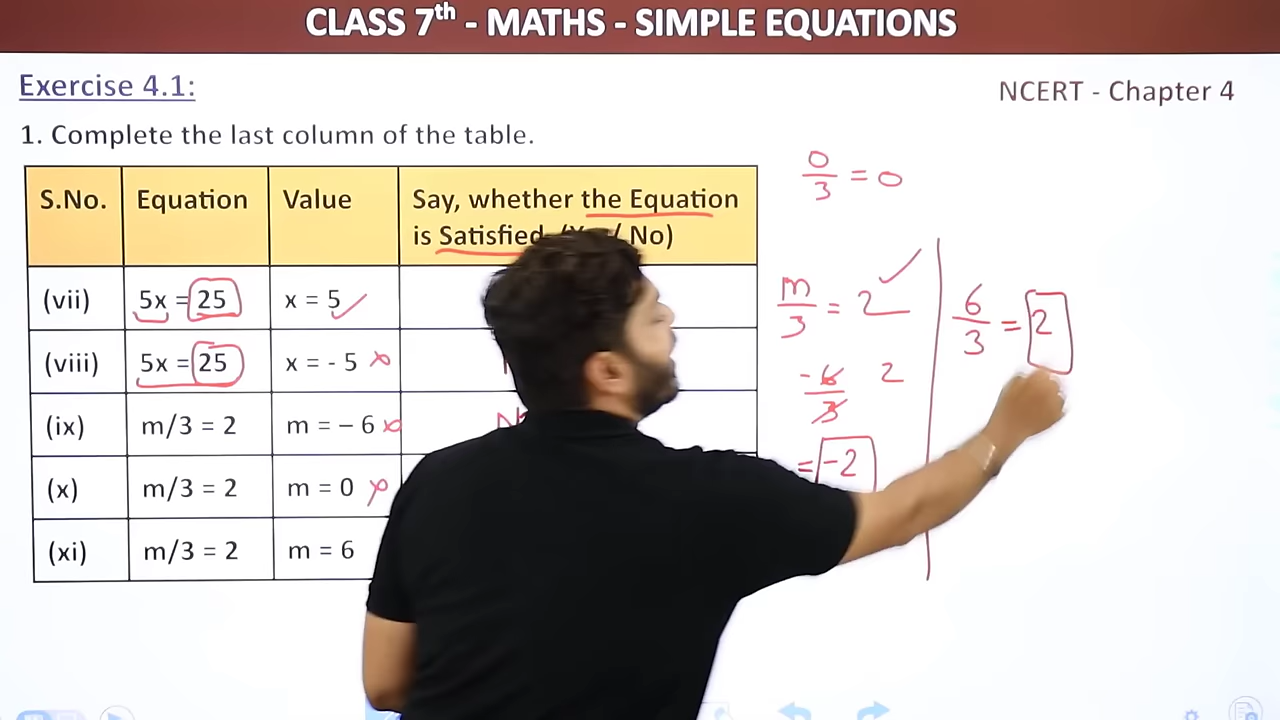 CLASS 7th - MATHS - SIMPLE EQUATIONS
Exercise 4.1:
NCERT - Chapter 4
1. Complete the last column of the table.
S.No. Equation Value Say, whether the Equation
is Satisfied. No)
(vii) 5x = 25 x = 5
(viii) 5x = 25 x = - 5
(ix) m/3 = 2 m = – 6
(x) m/3 = 2 m = 0
(xi) m/3 = 2 m = 6
0/3 = 0
m/3 = 2
-6/3 2
= -2
6/3 = 2